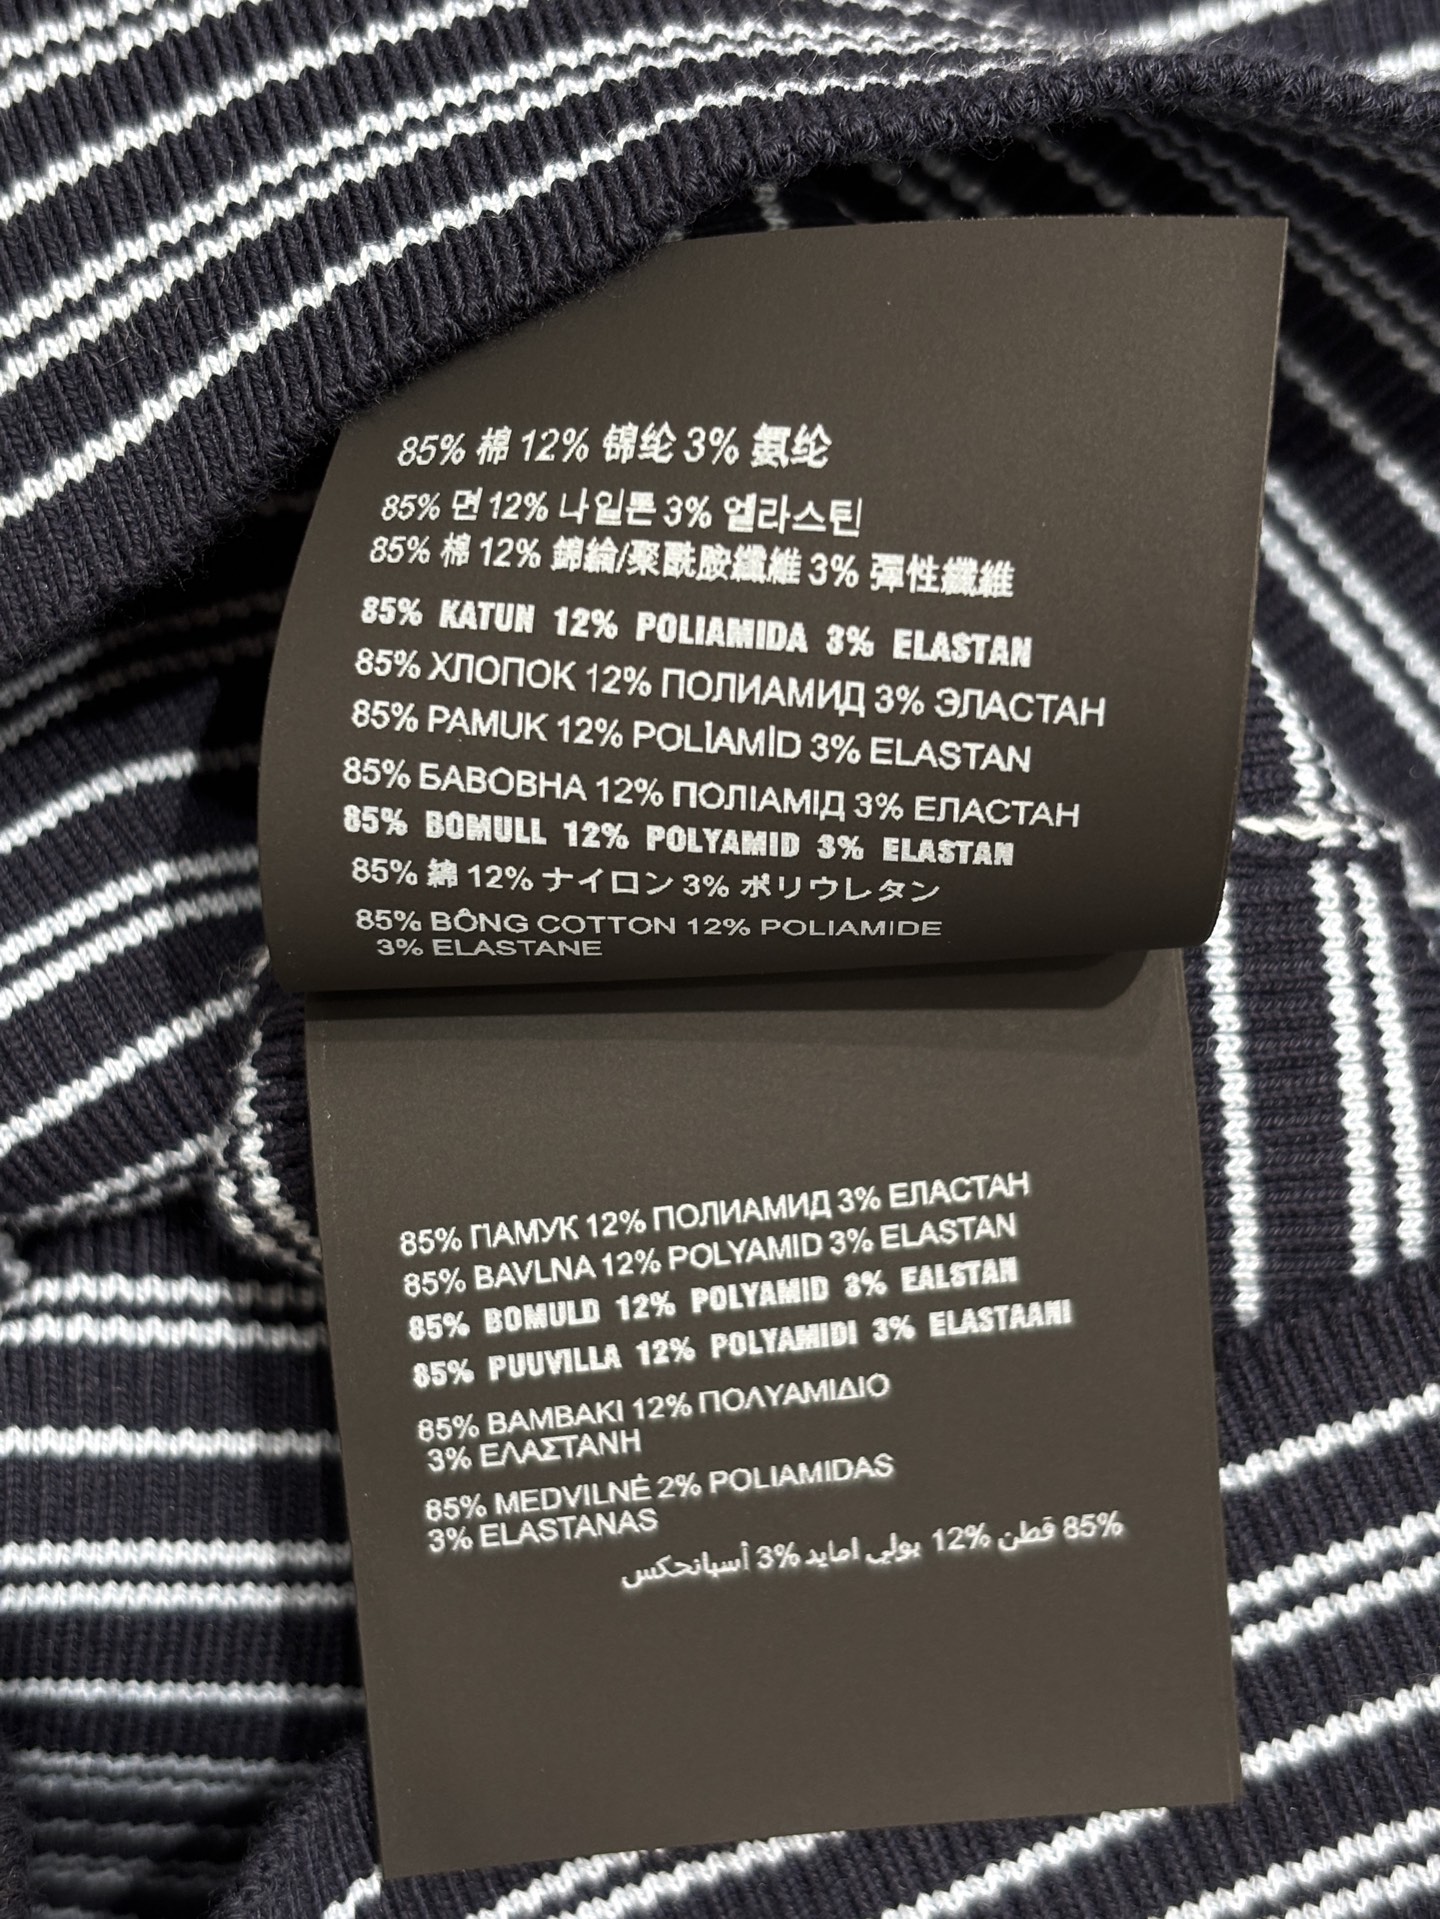 85% 棉 12% 锦纶 3% 氨纶
85% 면 12% 나일론 3% 엘라스틴
85% 棉 12% 錦綸/聚酰胺纖維 3% 彈性纖維
85% KATUN 12% POLIAMIDA 3% ELASTAN
85% ХЛОПОК 12% ПОЛИАМИД 3% ЭЛАСТАН
85% PAMUK 12% POLİAMİD 3% ELASTAN
85% БАВОВНА 12% ПОЛІАМІД 3% ЕЛАСТАН
85% BOMULL 12% POLYAMID 3% ELASTAN
85% 綿 12% ナイロン 3% ポリウレタン
85% BÔNG COTTON 12% POLIAMIDE
3% ELASTANE
85% ПАМУК 12% ПОЛИАМИД 3% ЕЛАСТАН
85% BAVLNA 12% POLYAMID 3% ELASTAN
85% BOMULD 12% POLYAMID 3% EALSTAN
85% PUUVILLA 12% POLYAMIDI 3% ELASTAANI
85% ΒΑΜΒΑΚΙ 12% ΠΟΛΥΑΜΙΔΙΟ
3% ΕΛΑΣΤΑΝΗ
85% MEDVILNĖ 2% POLIAMIDAS
3% ELASTANAS
85% قطن 12% بولي امايد 3% أسبانحكس